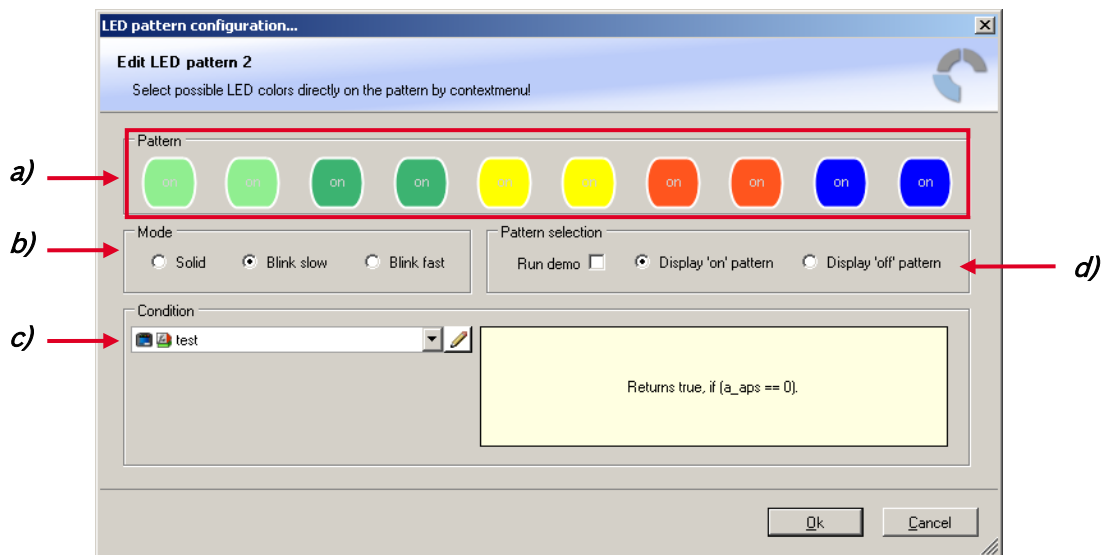 LED pattern configuration...
Edit LED pattern 2
Select possible LED colors directly on the pattern by contextmenu!
Pattern
a)
on on on on on on on on on on
b)
Mode
Solid Blink slow Blink fast
Pattern selection
Run demo Display 'on' pattern Display 'off' pattern
d)
c)
Condition
test
Returns true, if (a_aps == 0).
Ok Cancel